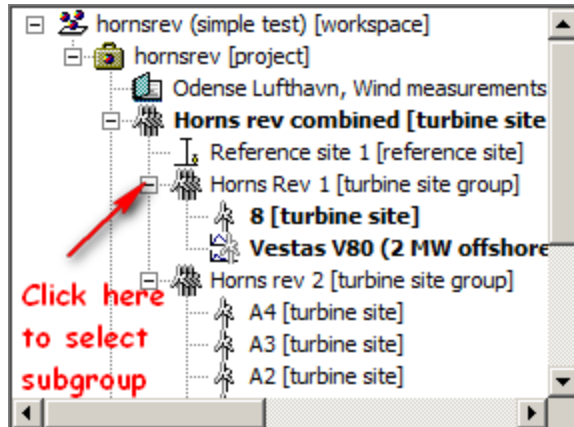 hornsrev (simple test) [workspace]
hornsrev [project]
Odense Lufthavn, Wind measurements
Horns rev combined [turbine site
Reference site 1 [reference site]
Horns Rev 1 [turbine site group]
8 [turbine site]
Vestas V80 (2 MW offshore
Horns rev 2 [turbine site group]
A4 [turbine site]
A3 [turbine site]
A2 [turbine site]
Click here
to select
subgroup